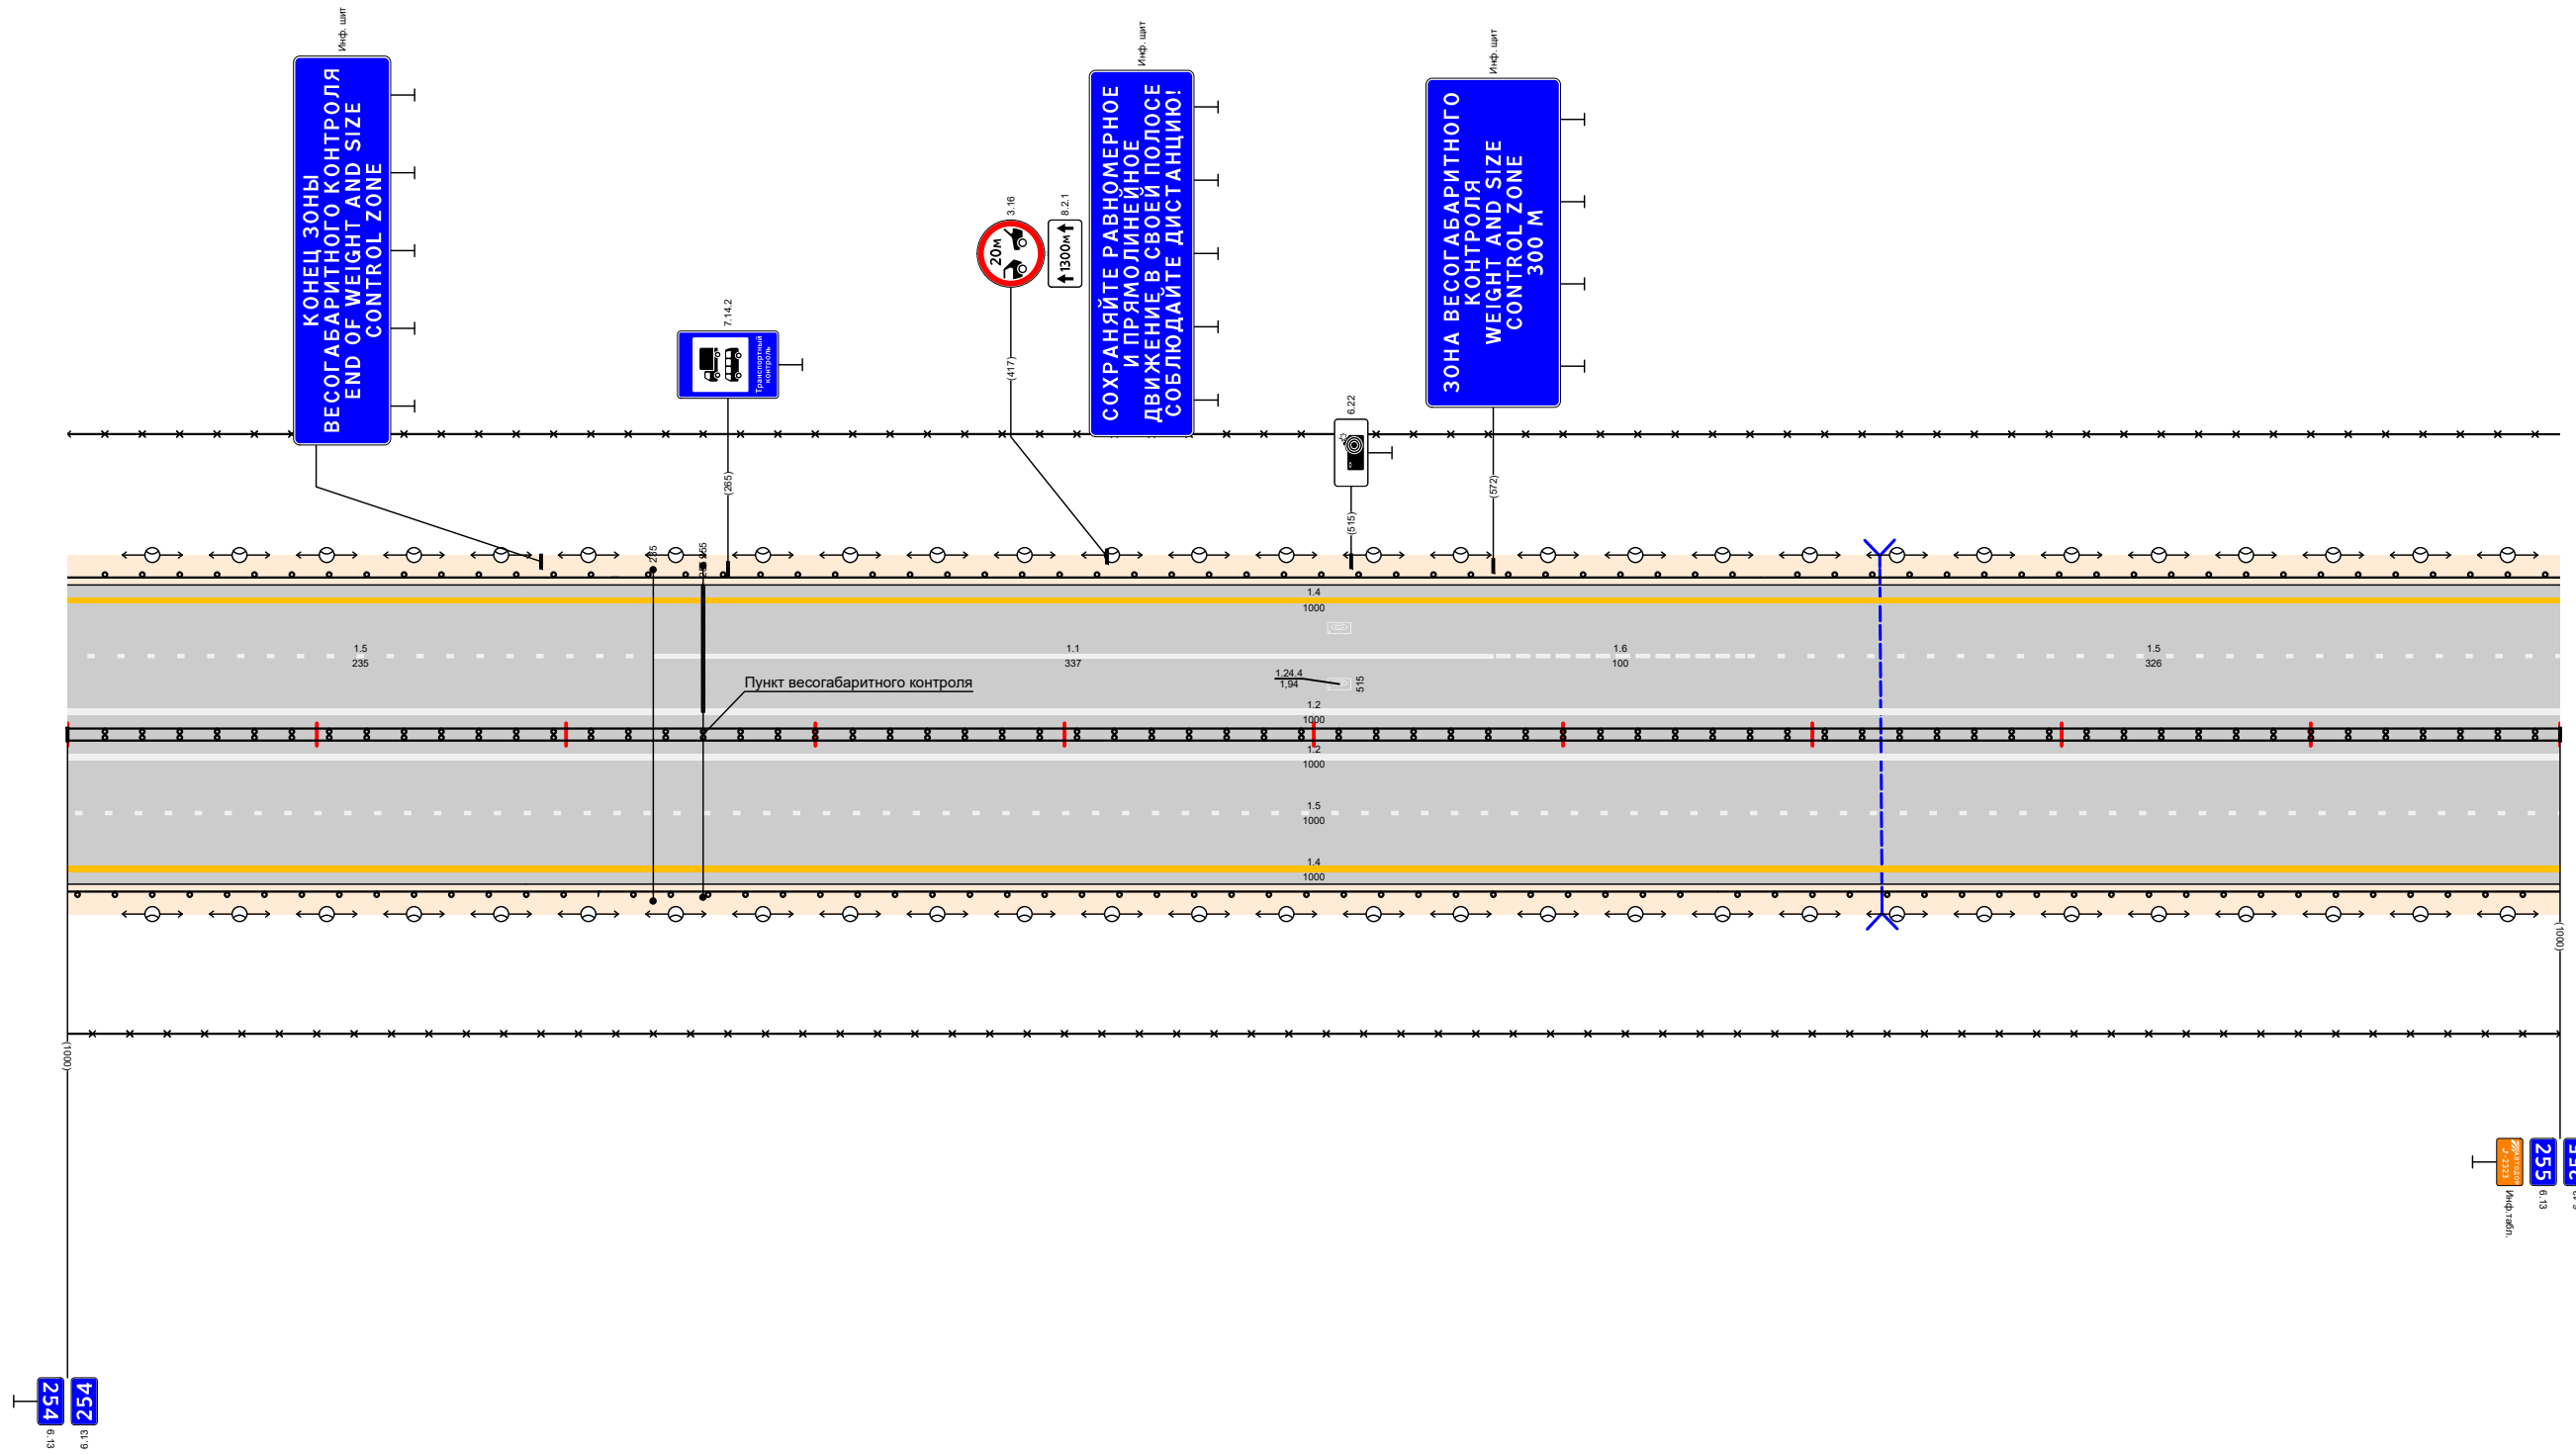 Инф. щит
КОНЕЦ ЗОНЫ
ВЕСОГАБАРИТНОГО КОНТРОЛЯ
END OF WEIGHT AND SIZE
CONTROL ZONE
7.14.2
Транспортный
контроль
(265)
3.16
20м
8.2.1
1300м
(417)
Инф. щит
СОХРАНЯЙТЕ РАВНОМЕРНОЕ
И ПРЯМОЛИНЕЙНОЕ
ДВИЖЕНИЕ В СВОЕЙ ПОЛОСЕ
СОБЛЮДАЙТЕ ДИСТАНЦИЮ!
6.22
(515)
Инф. щит
ЗОНА ВЕСОГАБАРИТНОГО
КОНТРОЛЯ
WEIGHT AND SIZE
CONTROL ZONE
300 М
(572)
235
1.4
1000
1.5
235
1.1
337
1.6
100
1.5
326
Пункт весогабаритного контроля
1.24.4
1,94
515
1.2
1000
1.2
1000
1.5
1000
1.4
1000
(1000)
(1000)
254
6.13
254
6.13
Инф.табл.
255
6.13